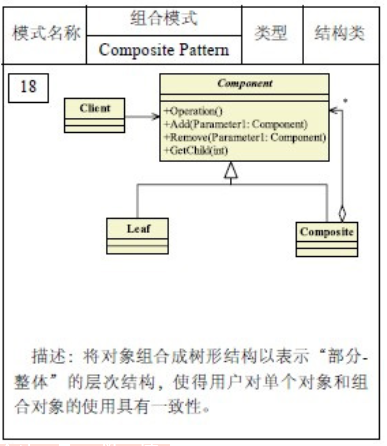 模式名称
组合模式
Composite Pattern
类型
结构类
18
Client
Component
+Operation()
+Add(Parameter1: Component)
+Remove(Parameter1: Component)
+GetChild(int)
*
Leaf
Composite
描述：将对象组合成树形结构以表示“部分-
整体”的层次结构，使得用户对单个对象和组
合对象的使用具有一致性。